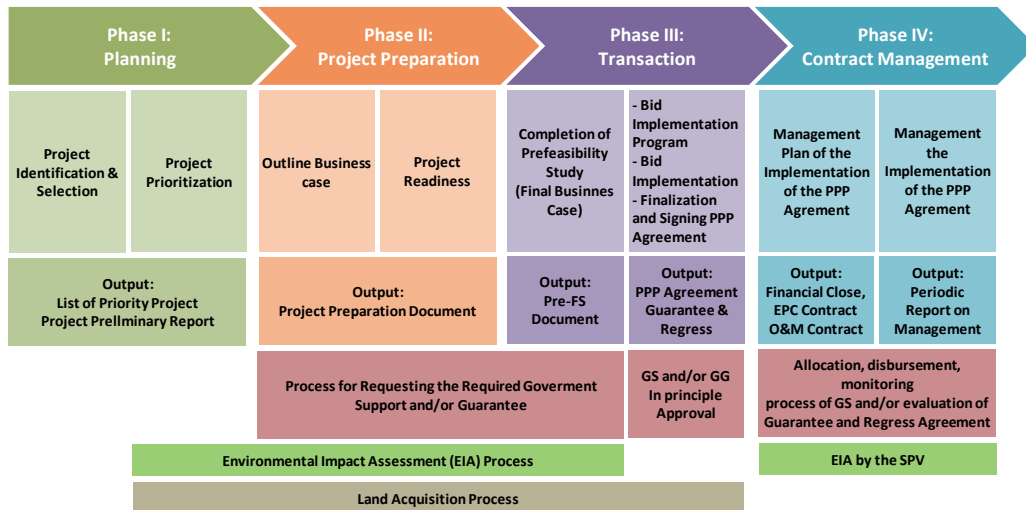 Phase I:
Planning
Phase II:
Project Preparation
Phase III:
Transaction
Phase IV:
Contract Management
Project
Identification &
Selection
Project
Prioritization
Outline Business
case
Project
Readiness
Completion of
Prefeasibility
Study
(Final Businnes
Case)
- Bid
Implementation
Program
- Bid
Implementation
- Finalization
and Signing PPP
Agreement
Management
Plan of the
Implementation
of the PPP
Agrement
Management
the
Implementation
of the PPP
Agrement
Output:
List of Priority Project
Project Prellminary Report
Output:
Project Preparation Document
Output:
Pre-FS
Document
Output:
PPP Agreement
Guarantee &
Regress
Output:
Financial Close,
EPC Contract
O&M Contract
Output:
Periodic
Report on
Management
Process for Requesting the Required Goverment
Support and/or Guarantee
GS and/or GG
In principle
Approval
Allocation, disbursement,
monitoring
process of GS and/or evaluation of
Guarantee and Regress Agreement
Environmental Impact Assessment (EIA) Process
EIA by the SPV
Land Acquisition Process